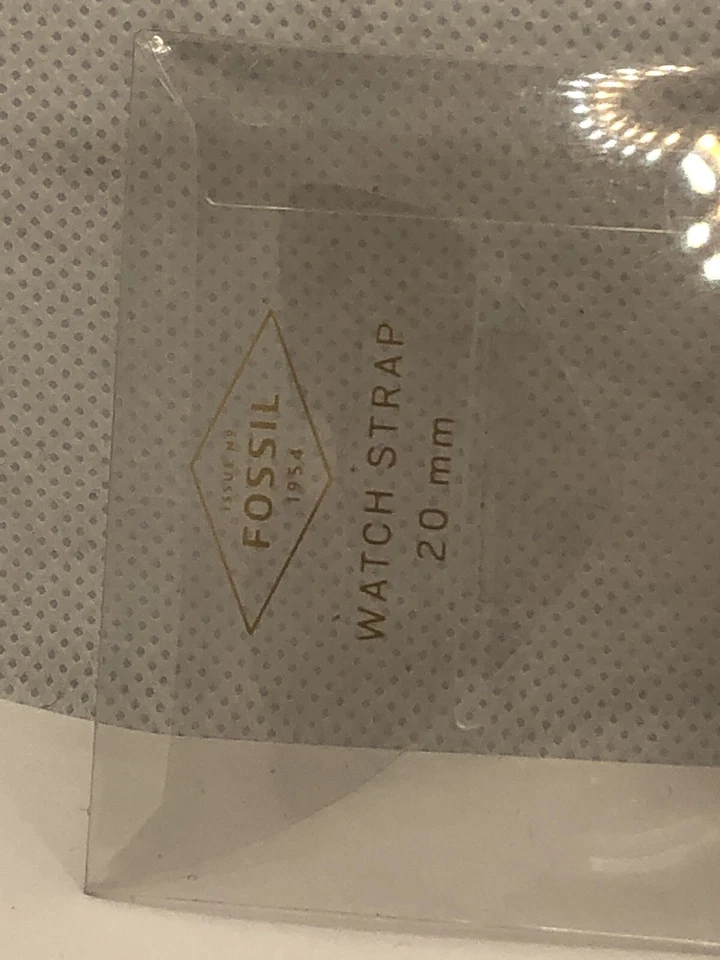 ISSUE Nº
FOSSIL
1954
WATCH STRAP
20 mm